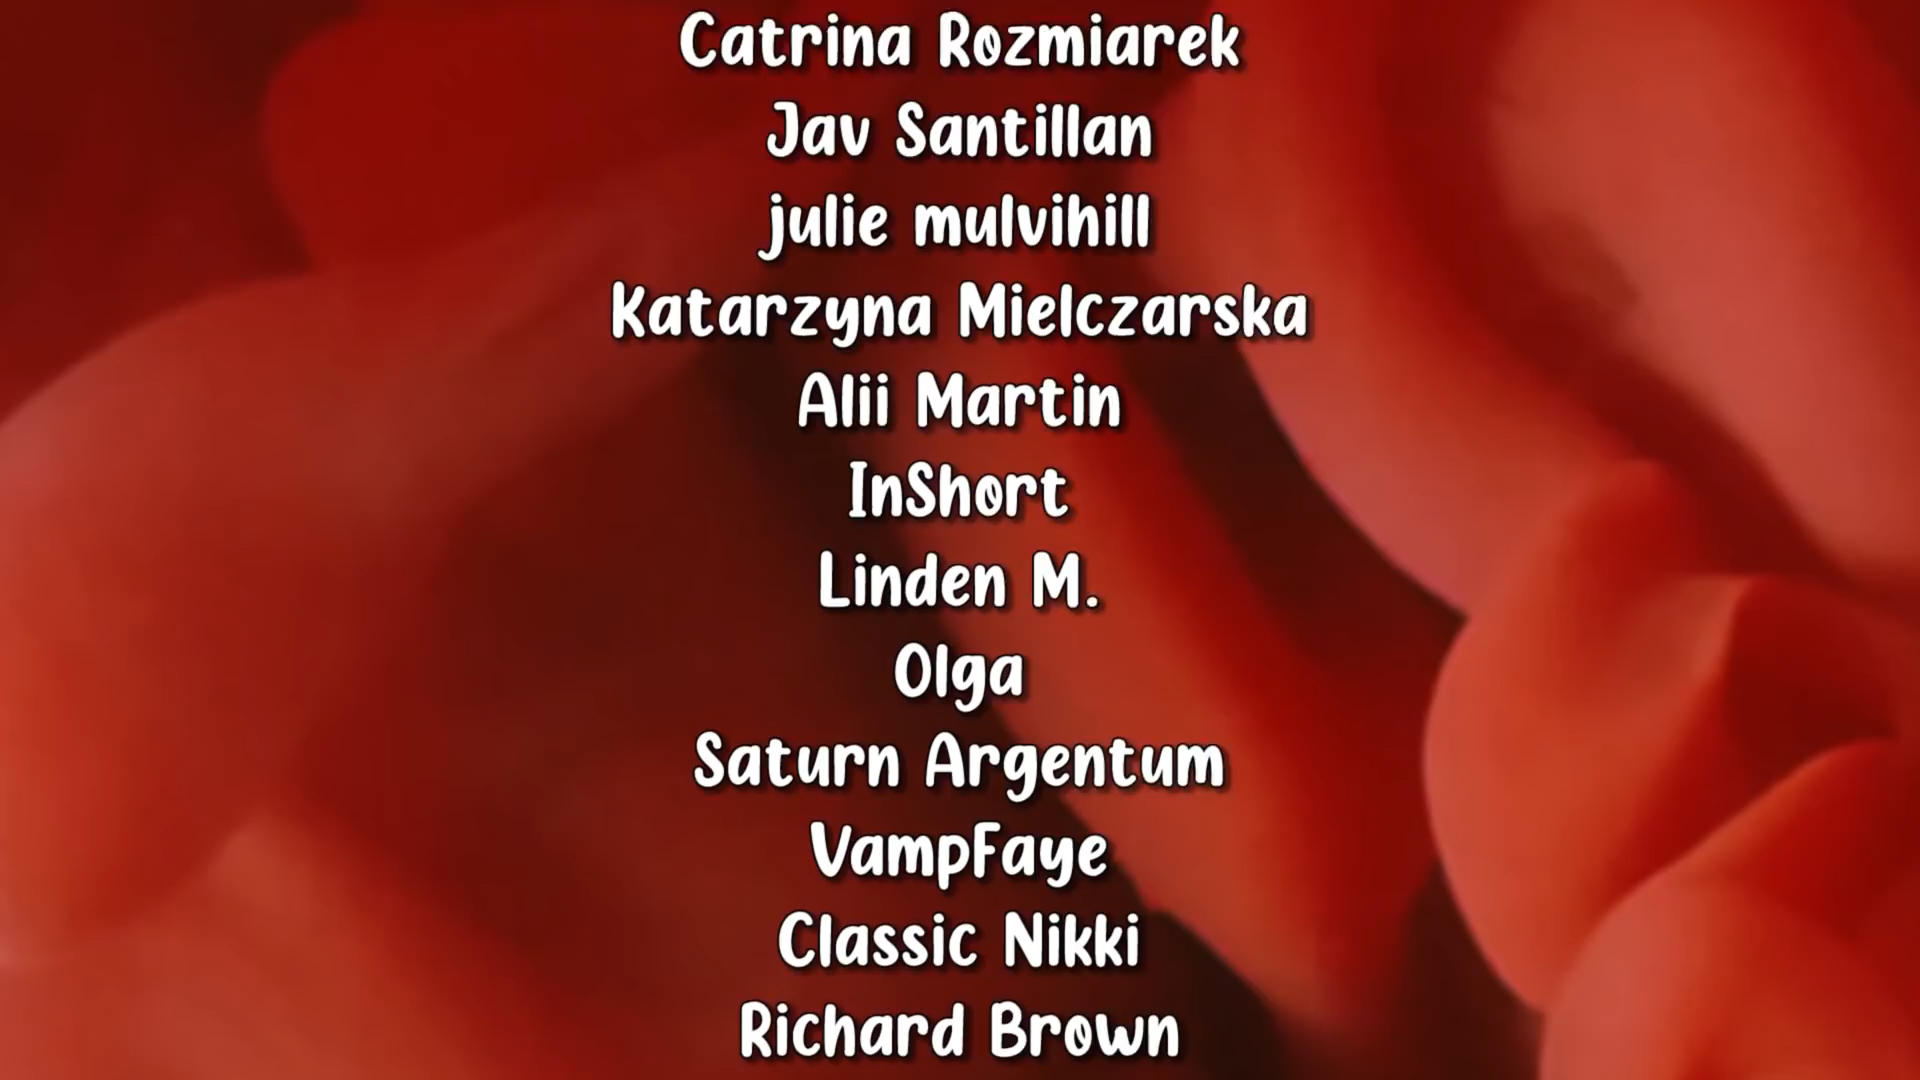 Catrina Rozmiarek
Jav Santillan
julie mulvihill
Katarzyna Mielczarska
Alii Martin
InShort
Linden M.
Olga
Saturn Argentum
VampFaye
Classic Nikki
Richard Brown